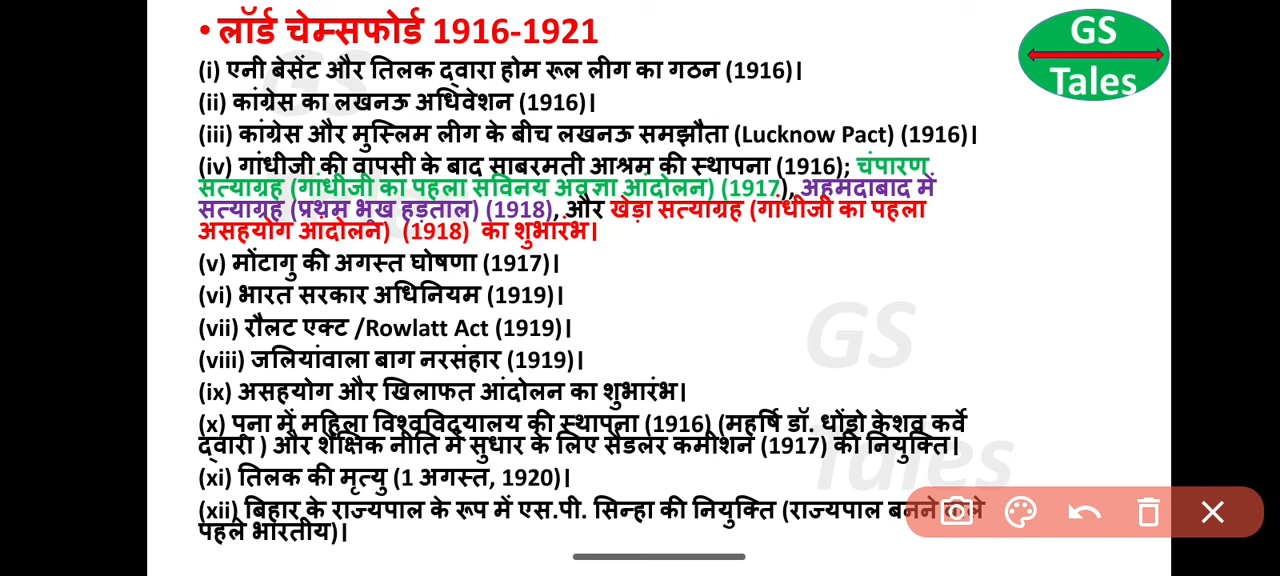 • लॉर्ड चेम्सफोर्ड 1916-1921
GS
Tales
(i) एनी बेसेंट और तिलक द्वारा होम रूल लीग का गठन (1916)।
(ii) कांग्रेस का लखनऊ अधिवेशन (1916)।
(iii) कांग्रेस और मुस्लिम लीग के बीच लखनऊ समझौता (Lucknow Pact) (1916)।
(iv) गांधीजी की वापसी के बाद साबरमती आश्रम की स्थापना (1916); चंपारण
सत्याग्रह (गांधीजी का पहला सविनय अवज्ञा आंदोलन) (1917), अहमदाबाद में
सत्याग्रह (प्रथम भूख हड़ताल) (1918), और खेड़ा सत्याग्रह (गांधीजी का पहला
असहयोग आंदोलन) (1918) का शुभारंभ।
(v) मोंटागु की अगस्त घोषणा (1917)।
(vi) भारत सरकार अधिनियम (1919)।
(vii) रौलट एक्ट /Rowlatt Act (1919)।
(viii) जलियांवाला बाग नरसंहार (1919)।
(ix) असहयोग और खिलाफत आंदोलन का शुभारंभ।
(x) पूना में महिला विश्वविद्यालय की स्थापना (1916) (महर्षि डॉ. धोंडो केशव कर्वे
द्वारा ) और शैक्षिक नीति में सुधार के लिए सैडलर कमीशन (1917) की नियुक्ति।
(xi) तिलक की मृत्यु (1 अगस्त, 1920)।
(xii) बिहार के राज्यपाल के रूप में एस.पी. सिन्हा की नियुक्ति (राज्यपाल बनने वाले
पहले भारतीय)।
GS
Tales